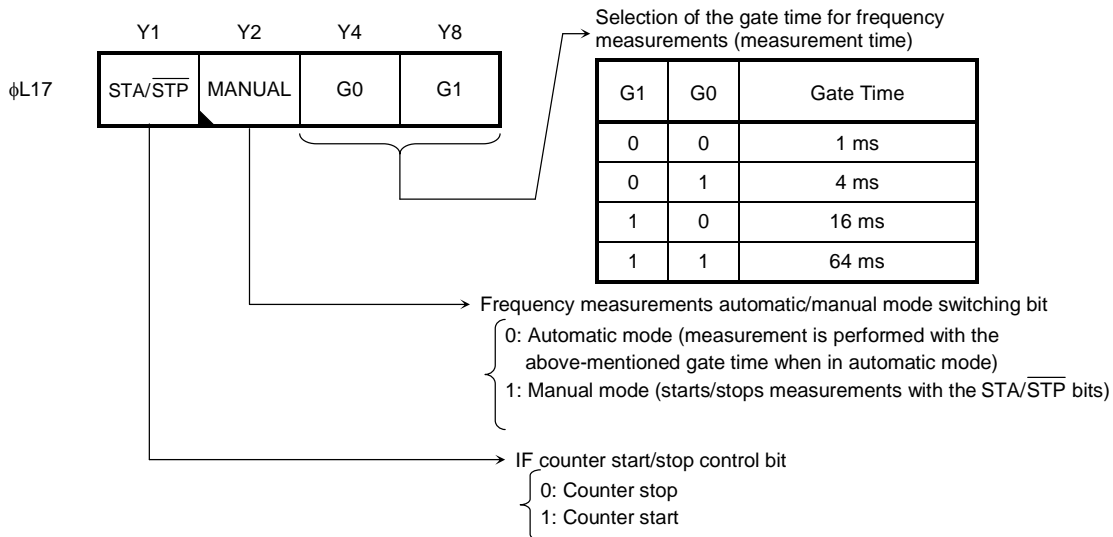 Selection of the gate time for frequency
measurements (measurement time)
Y1 Y2 Y4 Y8
ϕL17 STA/S̅T̅P̅ MANUAL G0 G1
G1 G0 Gate Time
0 0 1 ms
0 1 4 ms
1 0 16 ms
1 1 64 ms
Frequency measurements automatic/manual mode switching bit
0: Automatic mode (measurement is performed with the
above-mentioned gate time when in automatic mode)
1: Manual mode (starts/stops measurements with the STA/S̅T̅P̅ bits)
IF counter start/stop control bit
0: Counter stop
1: Counter start